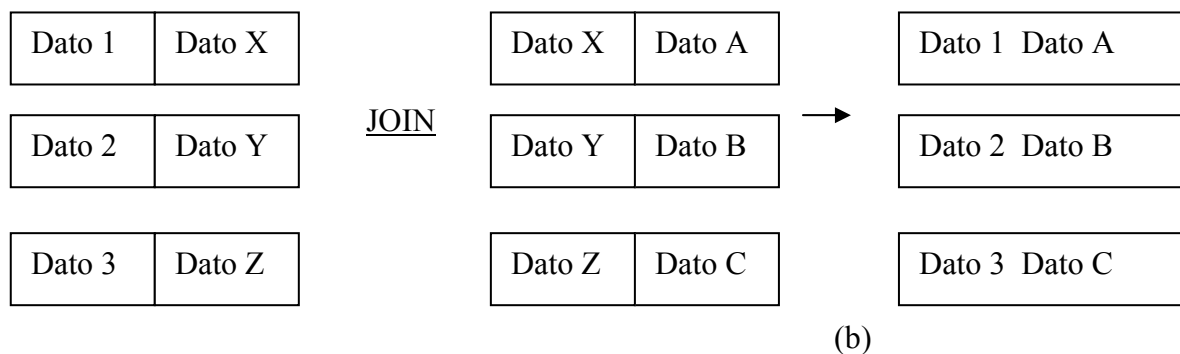 Dato 1 Dato X Dato X Dato A Dato 1 Dato A
JOIN
Dato 2 Dato Y Dato Y Dato B Dato 2 Dato B
Dato 3 Dato Z Dato Z Dato C Dato 3 Dato C
(b)